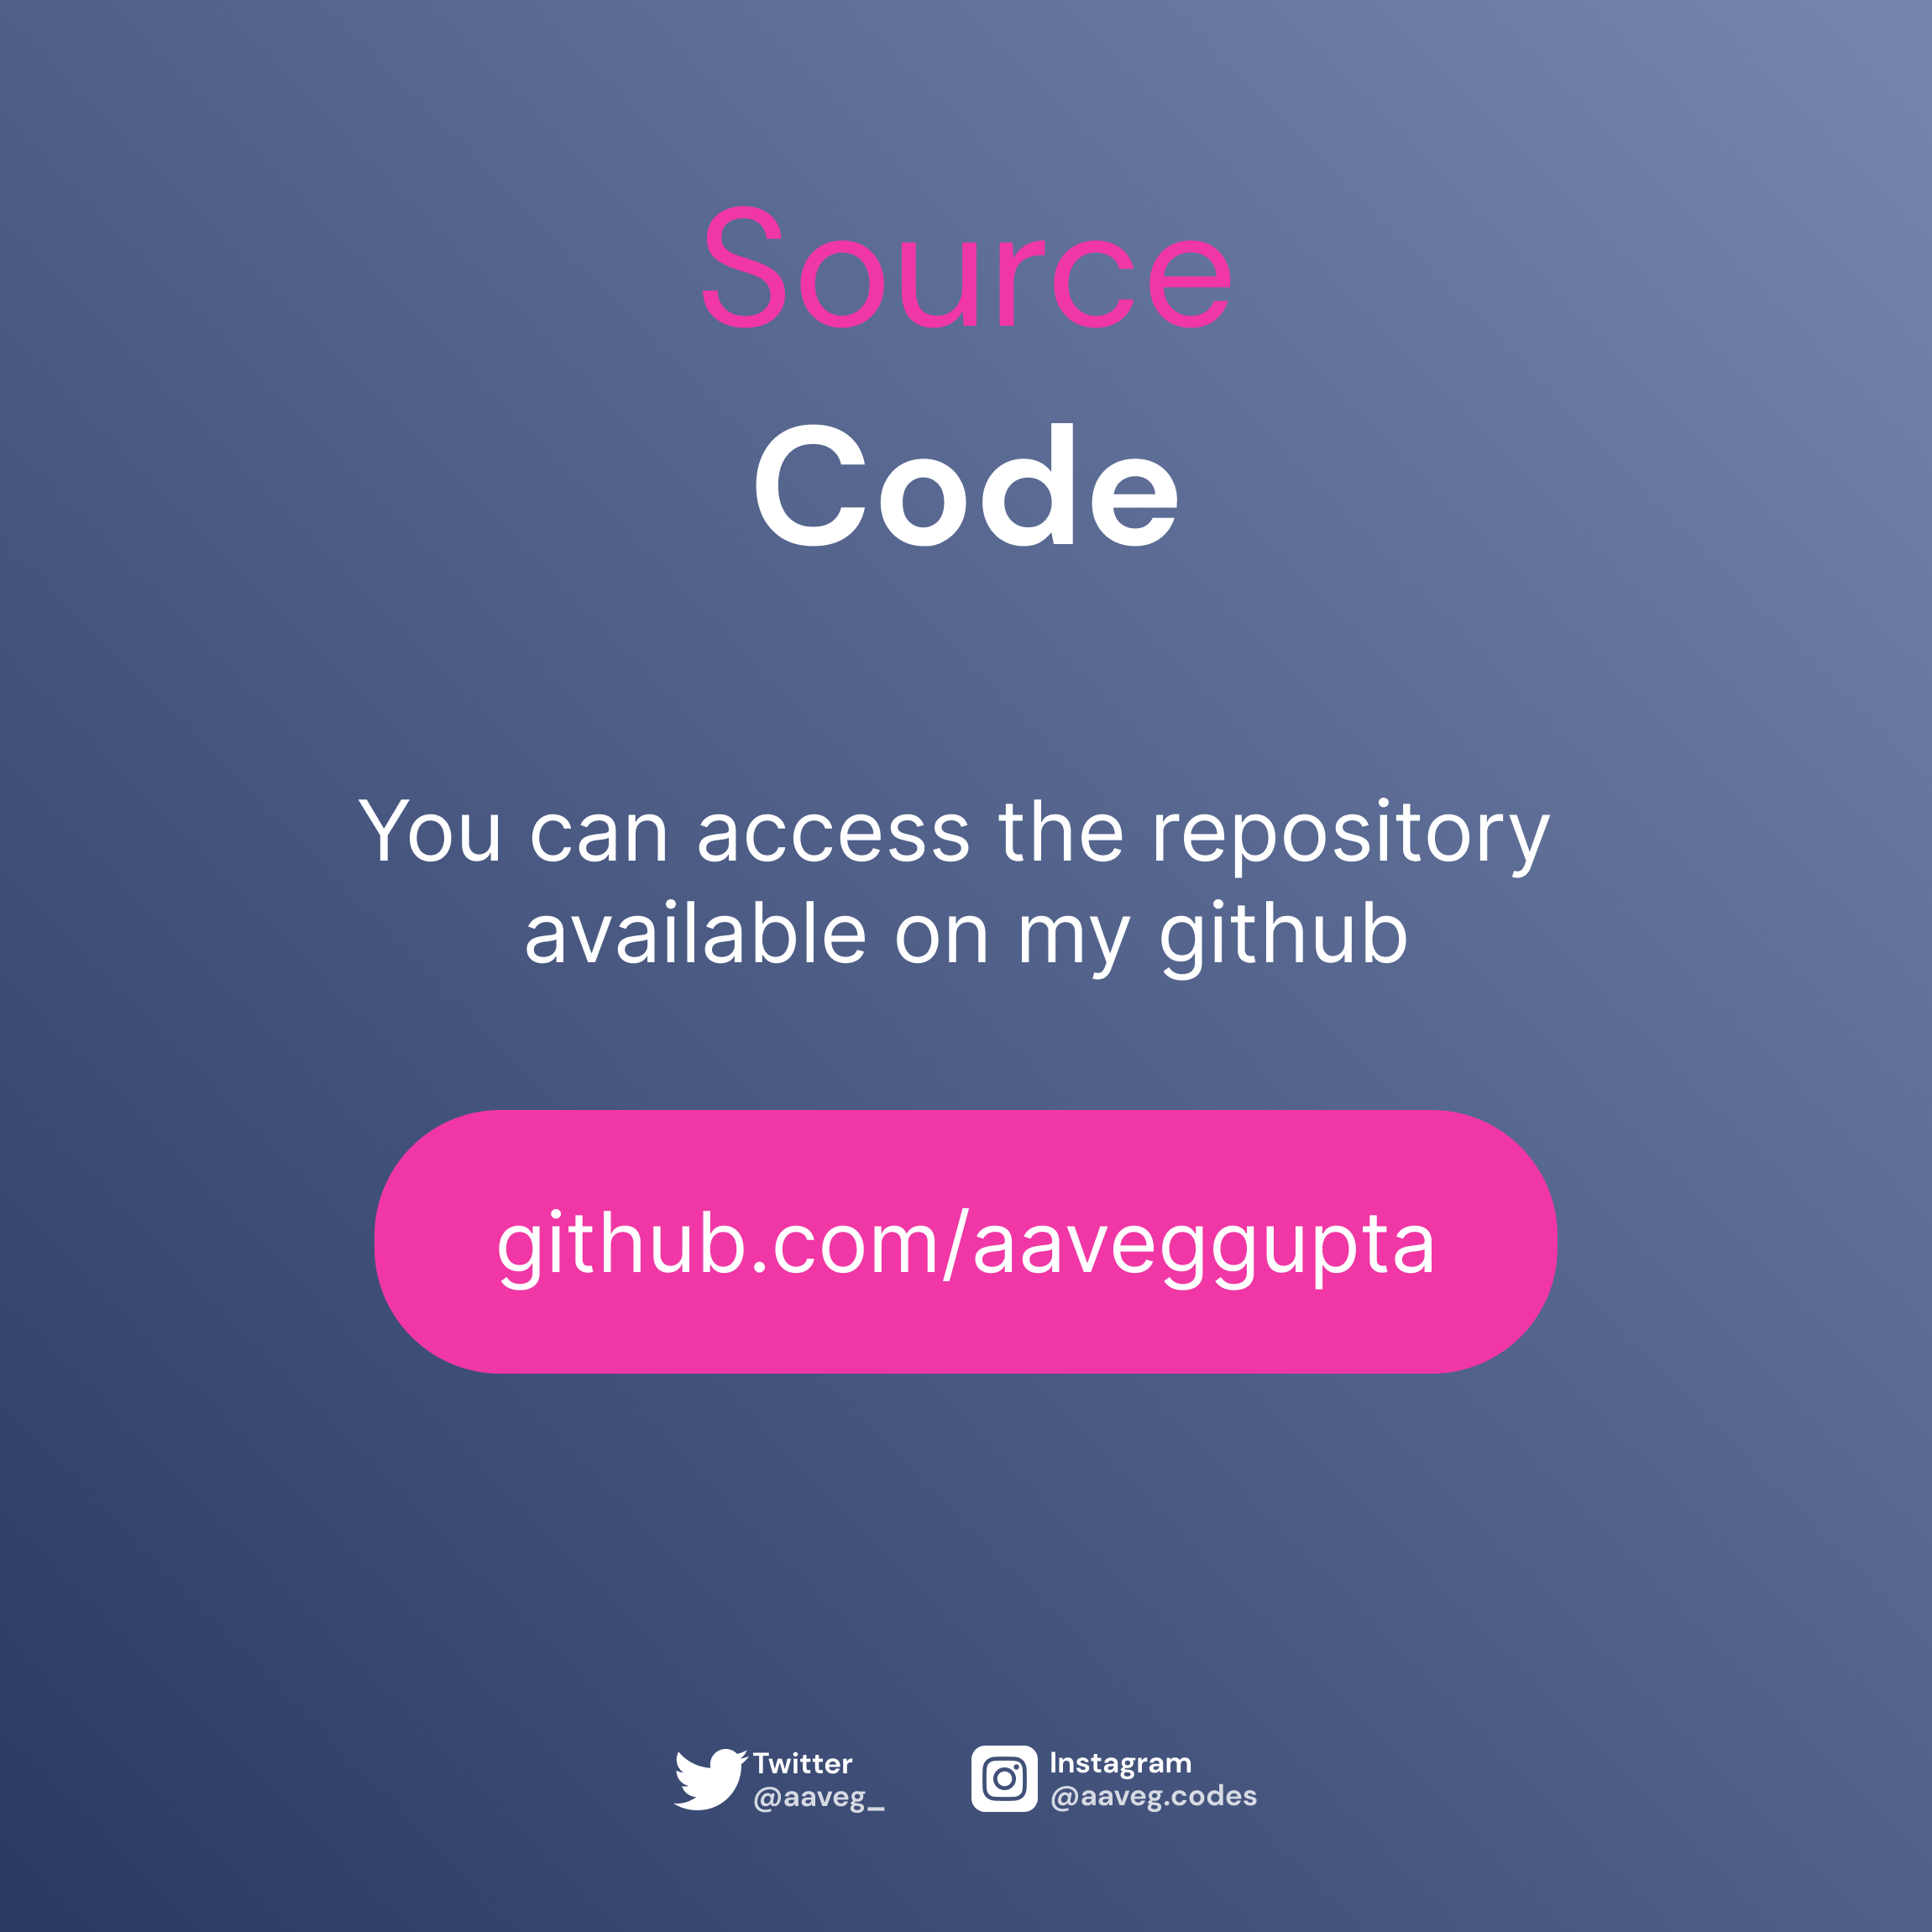 Source
Code
You can access the repository
available on my github
github.com/aaveggupta
Twitter
@aaveg_
Instagram
@aaveg.codes